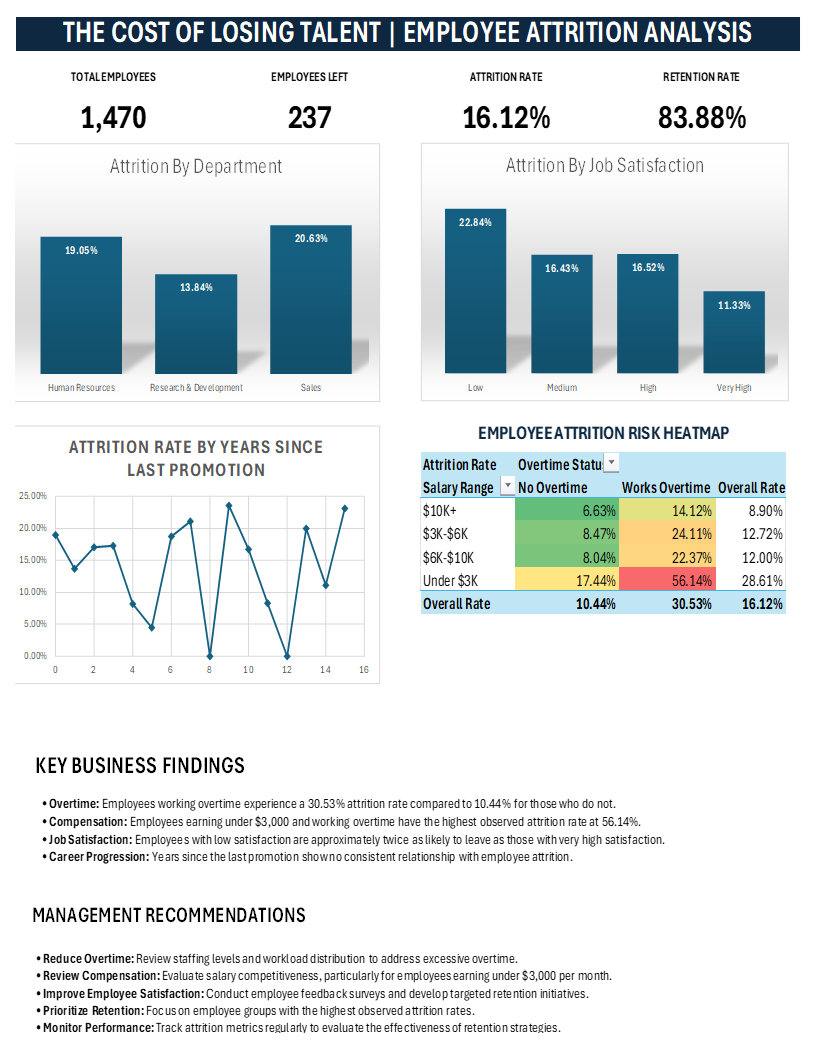 THE COST OF LOSING TALENT | EMPLOYEE ATTRITION ANALYSIS
TOTAL EMPLOYEES EMPLOYEES LEFT ATTRITION RATE RETENTION RATE
1,470 237 16.12% 83.88%
Attrition By Department
19.05% 13.84% 20.63%
Human Resources Research & Development Sales
Attrition By Job Satisfaction
22.84% 16.43% 16.52% 11.33%
Low Medium High Very High
ATTRITION RATE BY YEARS SINCE
LAST PROMOTION
25.00%
20.00%
15.00%
10.00%
5.00%
0.00%
0 2 4 6 8 10 12 14 16
EMPLOYEE ATTRITION RISK HEATMAP
Attrition Rate Overtime Statu
Salary Range No Overtime Works Overtime Overall Rate
$10K+ 6.63% 14.12% 8.90%
$3K-$6K 8.47% 24.11% 12.72%
$6K-$10K 8.04% 22.37% 12.00%
Under $3K 17.44% 56.14% 28.61%
Overall Rate 10.44% 30.53% 16.12%
KEY BUSINESS FINDINGS
• Overtime: Employees working overtime experience a 30.53% attrition rate compared to 10.44% for those who do not.
• Compensation: Employees earning under $3,000 and working overtime have the highest observed attrition rate at 56.14%.
• Job Satisfaction: Employees with low satisfaction are approximately twice as likely to leave as those with very high satisfaction.
• Career Progression: Years since the last promotion show no consistent relationship with employee attrition.
MANAGEMENT RECOMMENDATIONS
• Reduce Overtime: Review staffing levels and workload distribution to address excessive overtime.
• Review Compensation: Evaluate salary competitiveness, particularly for employees earning under $3,000 per month.
• Improve Employee Satisfaction: Conduct employee feedback surveys and develop targeted retention initiatives.
• Prioritize Retention: Focus on employee groups with the highest observed attrition rates.
• Monitor Performance: Track attrition metrics regularly to evaluate the effectiveness of retention strategies.